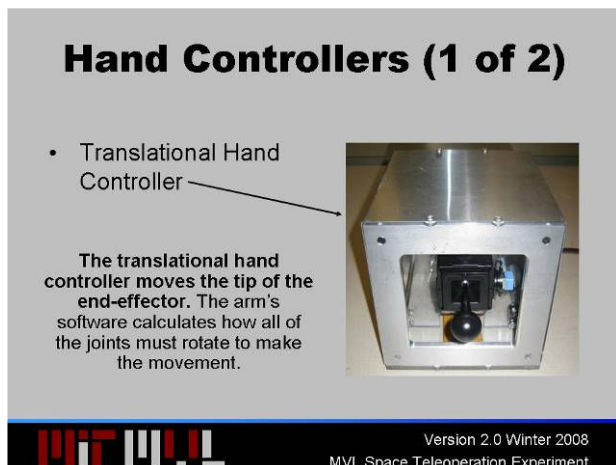 Hand Controllers (1 of 2)
• Translational Hand
Controller
The translational hand
controller moves the tip of the
end-effector. The arm's
software calculates how all of
the joints must rotate to make
the movement.
MIT MVL
Version 2.0 Winter 2008
MVL Space Teleoperation Experiment